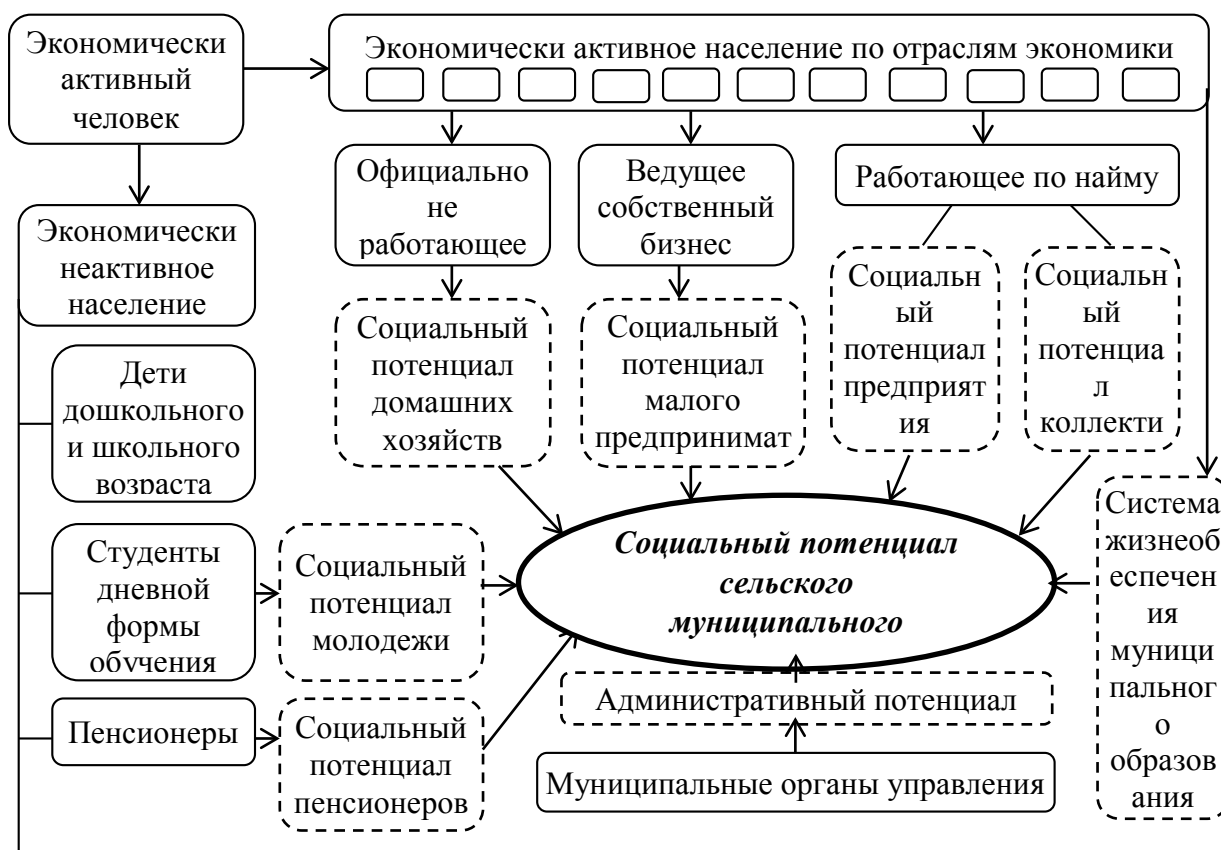 Экономически
активный
человек
Экономически активное население по отраслям экономики
Официально
не
работающее
Ведущее
собственный
бизнес
Работающее по найму
Экономически
неактивное
население
Социальный
потенциал
домашних
хозяйств
Социальный
потенциал
малого
предпринимат
Социальн
ый
потенциал
предприят
ия
Социальн
ый
потенциа
л
коллекти
Дети
дошкольного
и школьного
возраста
Студенты
дневной
формы
обучения
Социальный
потенциал
молодежи
Социальный потенциал
сельского
муниципального
Система
жизнеоб
еспечен
ия
муници
пальног
о
образов
ания
Пенсионеры
Социальный
потенциал
пенсионеров
Административный потенциал
Муниципальные органы управления